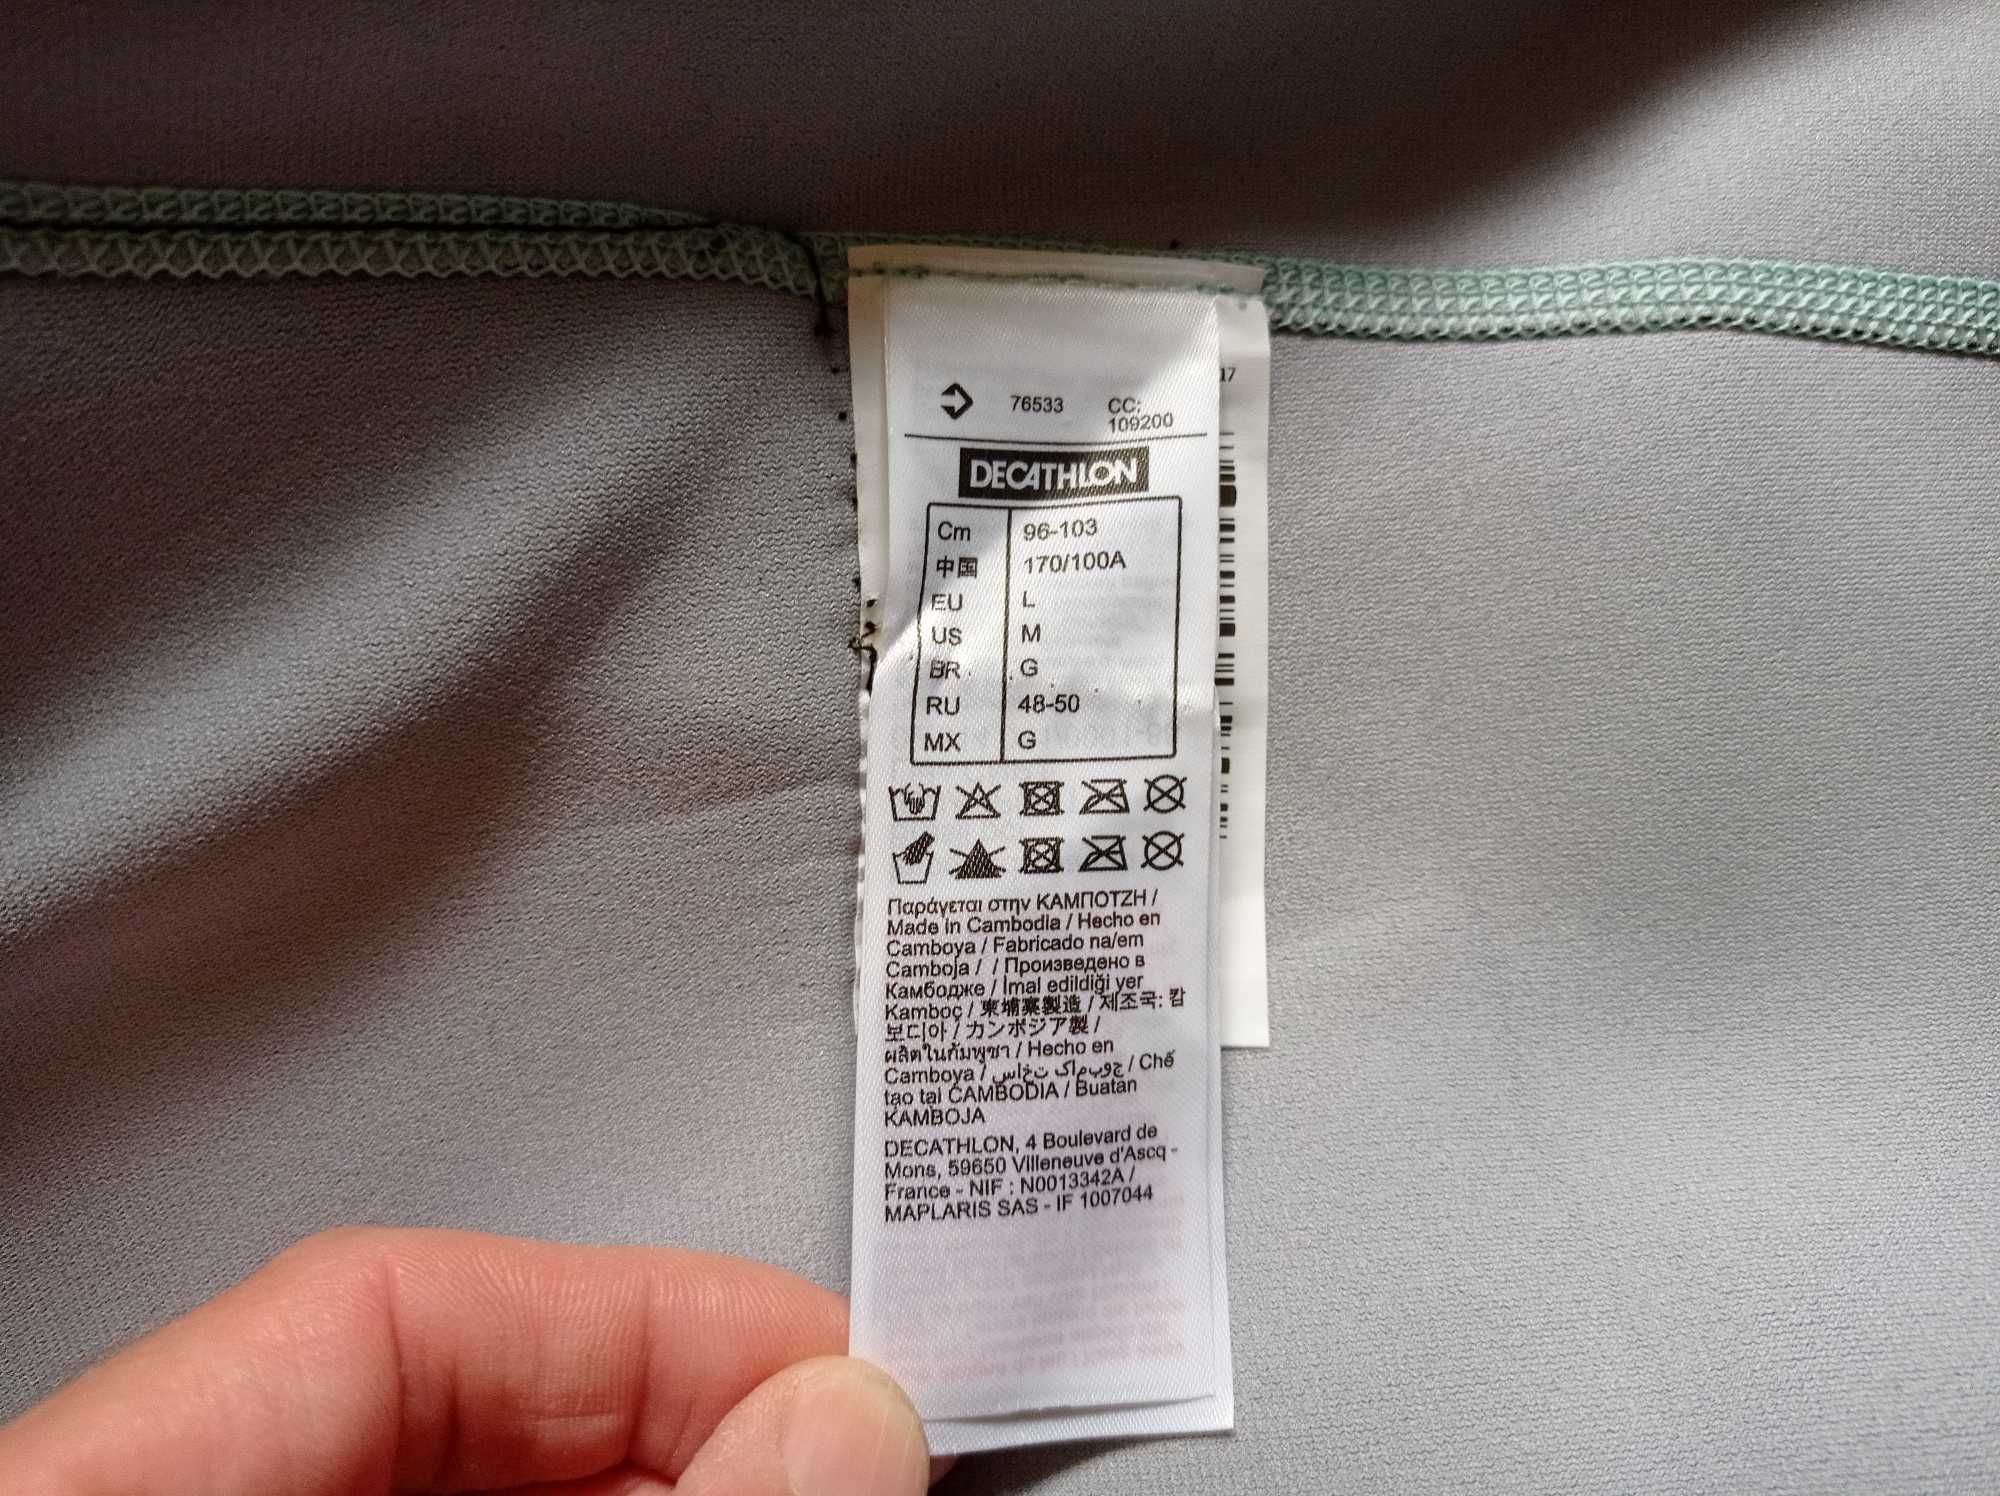 76533 CC:
109200
17
DECATHLON
Cm 96-103
中国 170/100A
EU L
US M
BR G
RU 48-50
MX G
Παράγεται στην ΚΑΜΠΟΤΖΗ /
Made in Cambodia / Hecho en
Camboya / Fabricado na/em
Camboja / / Произведено в
Камбодже / İmal edildiği yer
Kamboç / 柬埔寨製造 / 제조국: 캄
보디아 / カンボジア製 /
ผลิตในกัมพูชา / Hecho en
Camboya / ساخت کامبوج / Chế
tạo tại CAMBODIA / Buatan
KAMBOJA
DECATHLON, 4 Boulevard de
Mons, 59650 Villeneuve d'Ascq -
France - NIF : N0013342A /
MAPLARIS SAS - IF 1007044